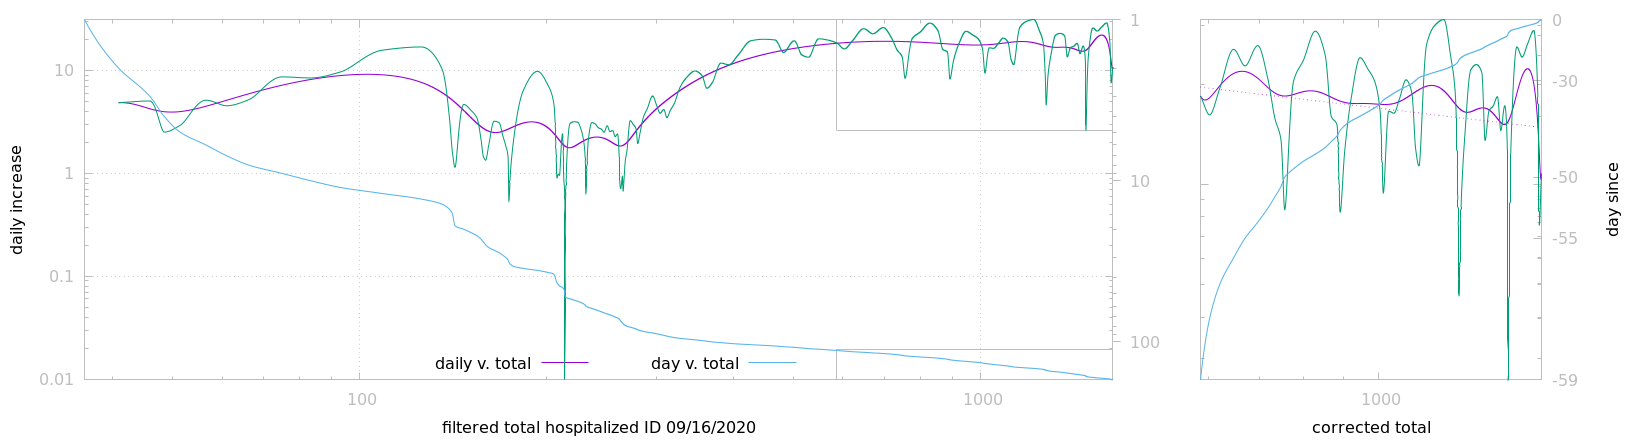 daily increase
10
1
0.1
0.01
100
1000
filtered total hospitalized ID 09/16/2020
daily v. total
day v. total
1
10
100
1000
corrected total
0
-30
-50
-55
-59
day since